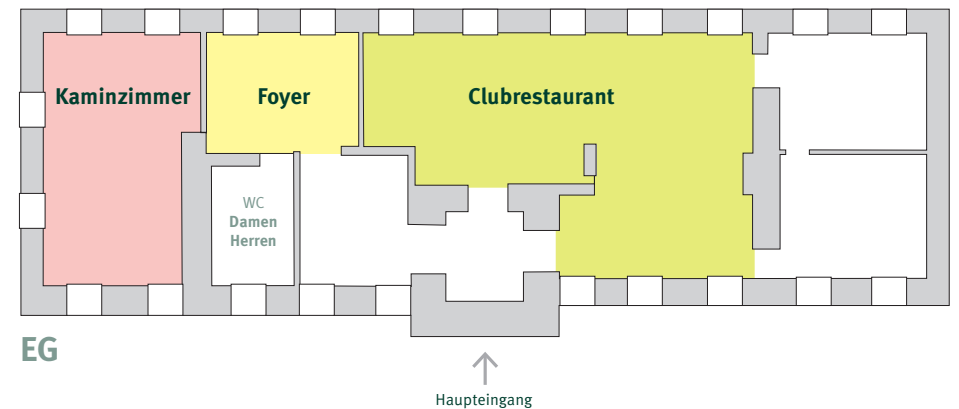 Kaminzimmer
Foyer
Clubrestaurant
WC
Damen
Herren
EG
Haupteingang